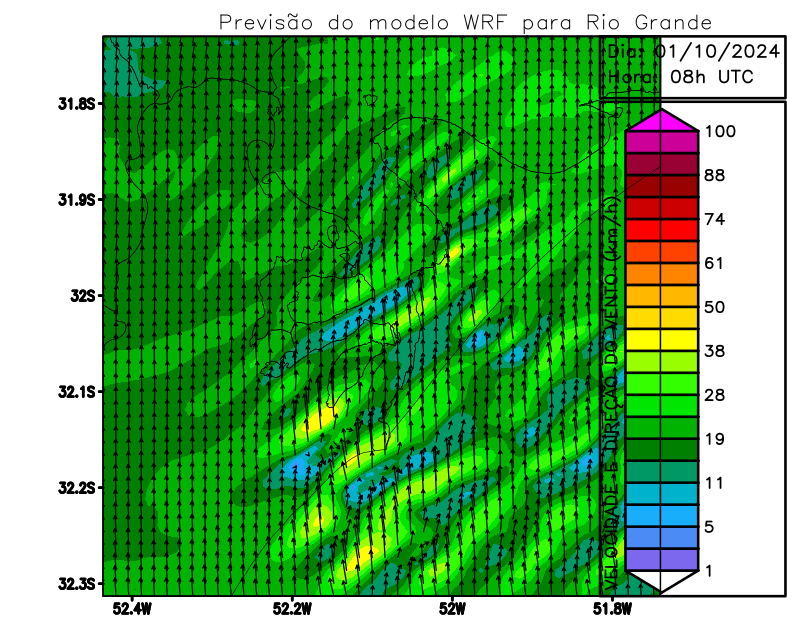 Previsão do modelo WRF para Rio Grande
Dia: 01/10/2024
Hora: 08h UTC
31.8S
31.9S
32S
32.1S
32.2S
32.3S
52.4W
52.2W
52W
51.8W
VELOCIDADE E DIREÇÃO DO VENTO (km/h)
100
88
74
61
50
38
28
19
11
5
1